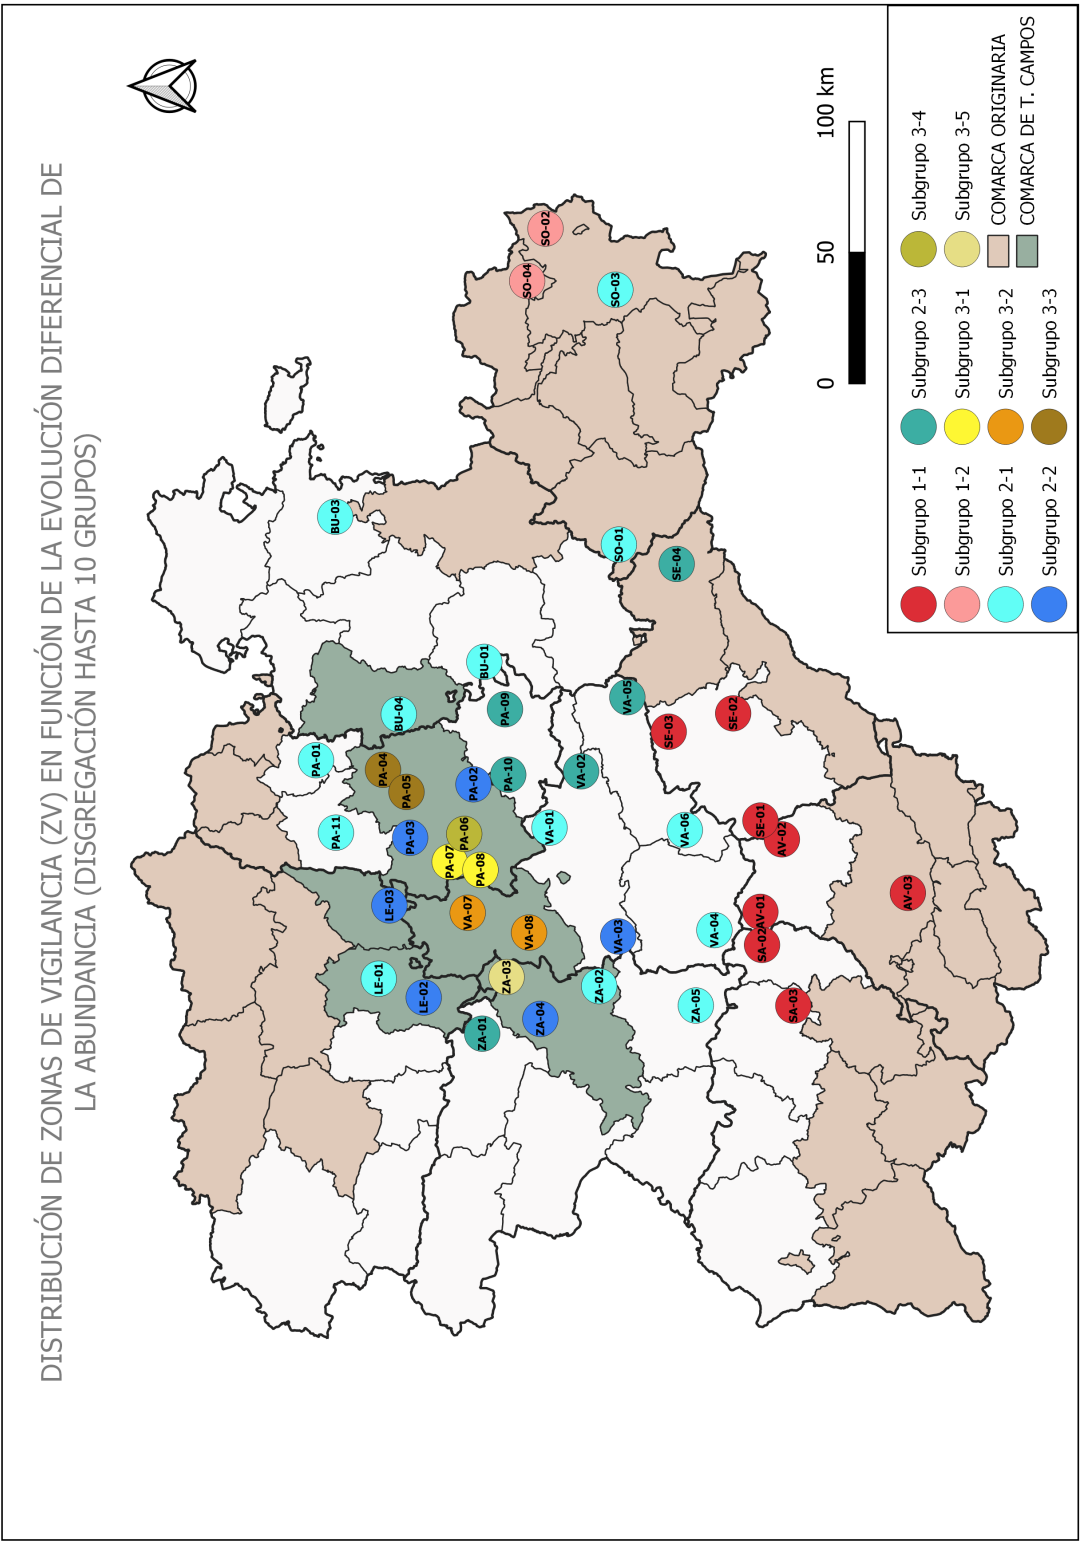 DISTRIBUCIÓN DE ZONAS DE VIGILANCIA (ZV) EN FUNCIÓN DE LA EVOLUCIÓN DIFERENCIAL DE
LA ABUNDANCIA (DISGREGACIÓN HASTA 10 GRUPOS)
PA-01
PA-11
BU-03
LE-01
LE-03
PA-03
PA-04
PA-05
BU-04
LE-02
PA-07
PA-06
PA-02
BU-01
PA-08
VA-07
ZA-01
ZA-03
PA-10
PA-09
SO-04
SO-02
ZA-04
VA-08
VA-01
VA-02
ZA-02
VA-03
VA-05
SO-01
SO-03
SE-04
ZA-05
VA-04
VA-06
SE-03
SE-02
SA-02
AV-01
SE-01
AV-02
SA-03
AV-03
0
50
100 km
Subgrupo 1-1
Subgrupo 1-2
Subgrupo 2-1
Subgrupo 2-2
Subgrupo 2-3
Subgrupo 3-1
Subgrupo 3-2
Subgrupo 3-3
Subgrupo 3-4
Subgrupo 3-5
COMARCA ORIGINARIA
COMARCA DE T. CAMPOS